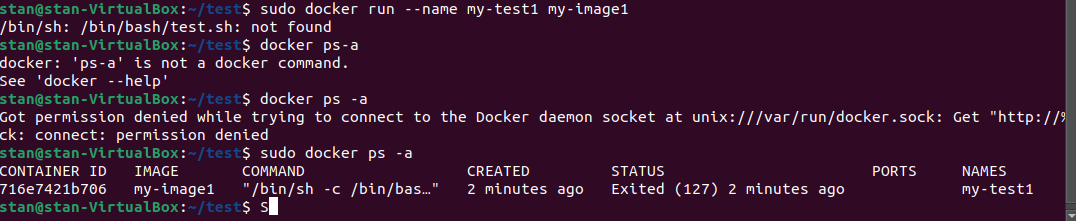 stan@stan-VirtualBox:~/test$ sudo docker run --name my-test1 my-image1
/bin/sh: /bin/bash/test.sh: not found
stan@stan-VirtualBox:~/test$ docker ps-a
docker: 'ps-a' is not a docker command.
See 'docker --help'
stan@stan-VirtualBox:~/test$ docker ps -a
Got permission denied while trying to connect to the Docker daemon socket at unix:///var/run/docker.sock: Get "http://%
ck: connect: permission denied
stan@stan-VirtualBox:~/test$ sudo docker ps -a
CONTAINER ID   IMAGE       COMMAND                  CREATED         STATUS                       PORTS     NAMES
716e7421b706   my-image1   "/bin/sh -c /bin/bas…"   2 minutes ago   Exited (127) 2 minutes ago             my-test1
stan@stan-VirtualBox:~/test$ S